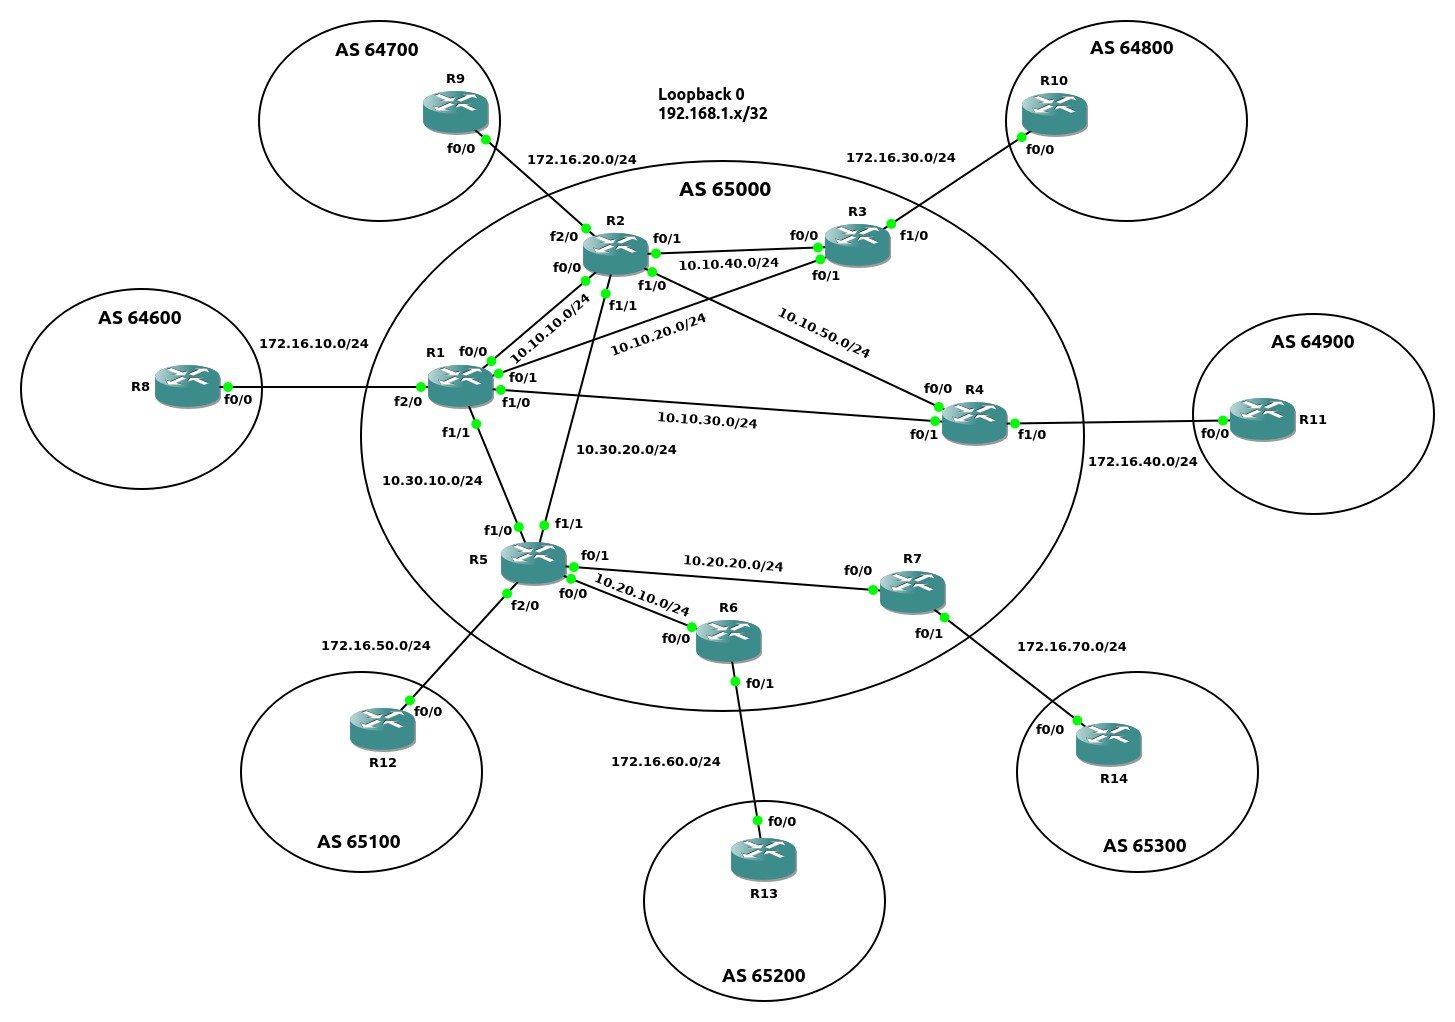 AS 64700
R9
f0/0
172.16.20.0/24
Loopback 0
192.168.1.x/32
AS 64800
R10
f0/0
172.16.30.0/24
AS 65000
R2
f2/0
f0/1
f0/0
f1/0
f1/1
R3
f0/0
f1/0
f0/1
10.10.40.0/24
10.10.10.0/24
10.10.20.0/24
10.10.50.0/24
AS 64600
R8
f0/0
172.16.10.0/24
R1
f0/0
f0/1
f2/0
f1/0
f1/1
10.10.30.0/24
R4
f0/0
f0/1
f1/0
AS 64900
R11
f0/0
172.16.40.0/24
10.30.20.0/24
10.30.10.0/24
R5
f1/0
f1/1
f0/1
f0/0
f2/0
10.20.20.0/24
10.20.10.0/24
R7
f0/0
f0/1
R6
f0/0
f0/1
172.16.50.0/24
172.16.70.0/24
f0/0
R12
AS 65100
172.16.60.0/24
f0/0
R13
AS 65200
f0/0
R14
AS 65300